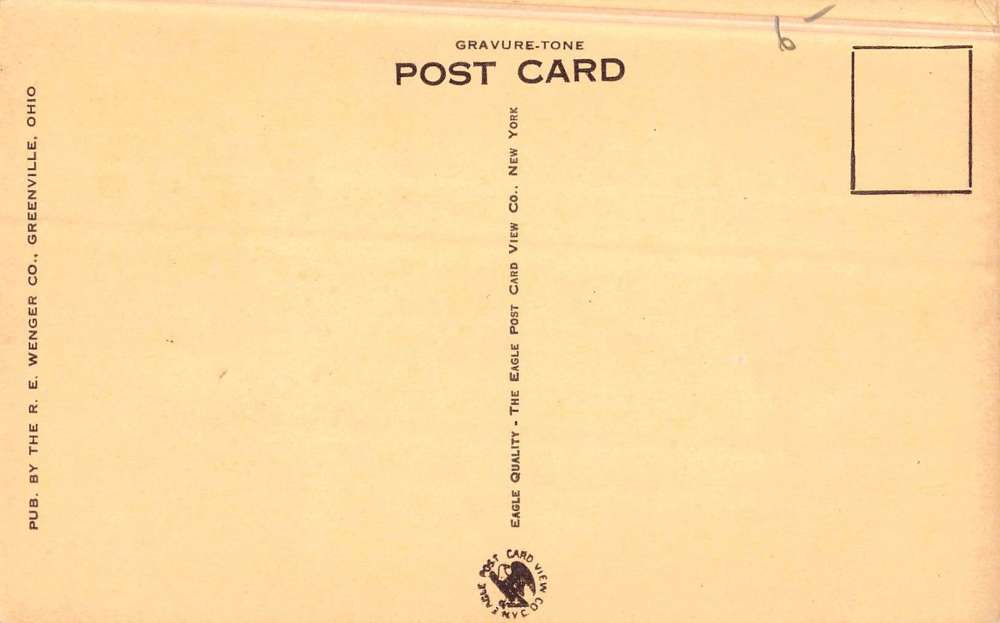 GRAVURE-TONE
POST CARD
PUB. BY THE R. E. WENGER CO., GREENVILLE, OHIO
EAGLE QUALITY - THE EAGLE POST CARD VIEW CO., NEW YORK
EAGLE POST CARD VIEW CO. N.Y.C.
6